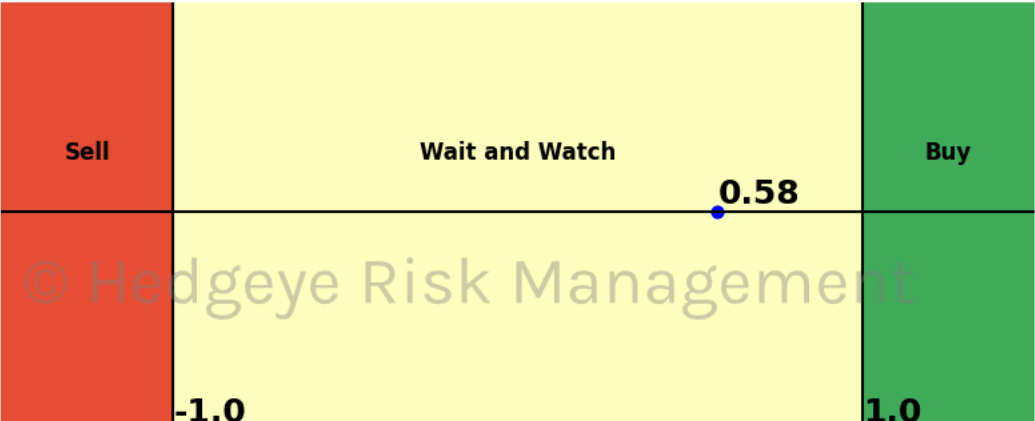 Sell
Wait and Watch
Buy
0.58
© Hedgeye Risk Management
-1.0
1.0